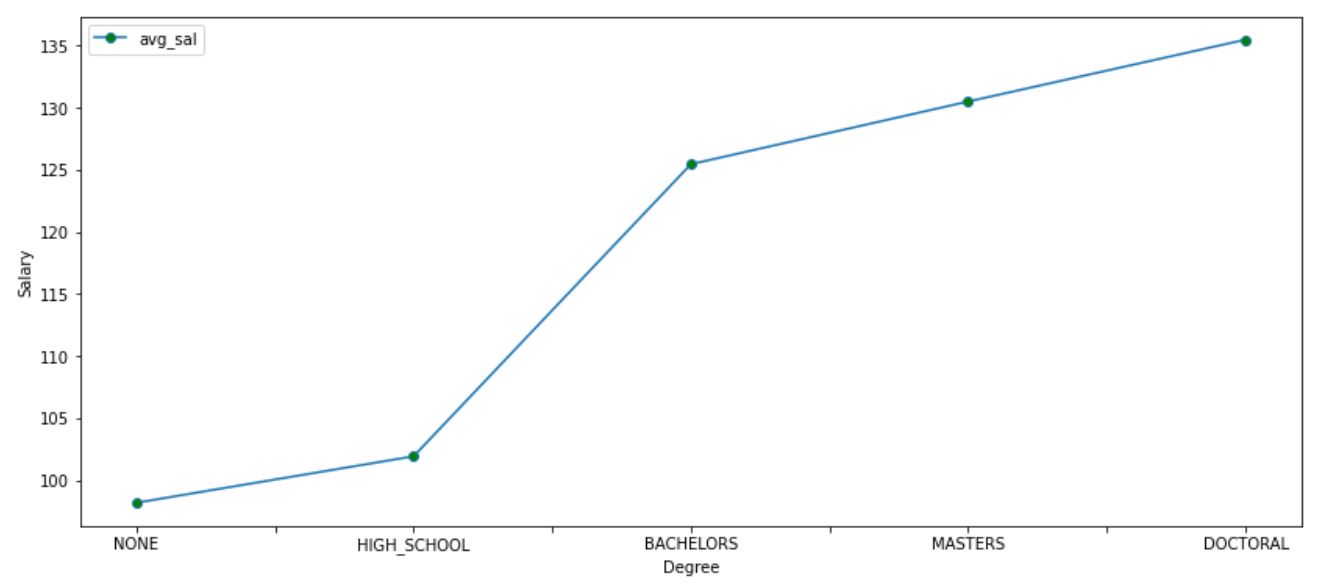 avg_sal
135
130
125
120
115
110
105
100
Salary
NONE HIGH_SCHOOL BACHELORS MASTERS DOCTORAL
Degree